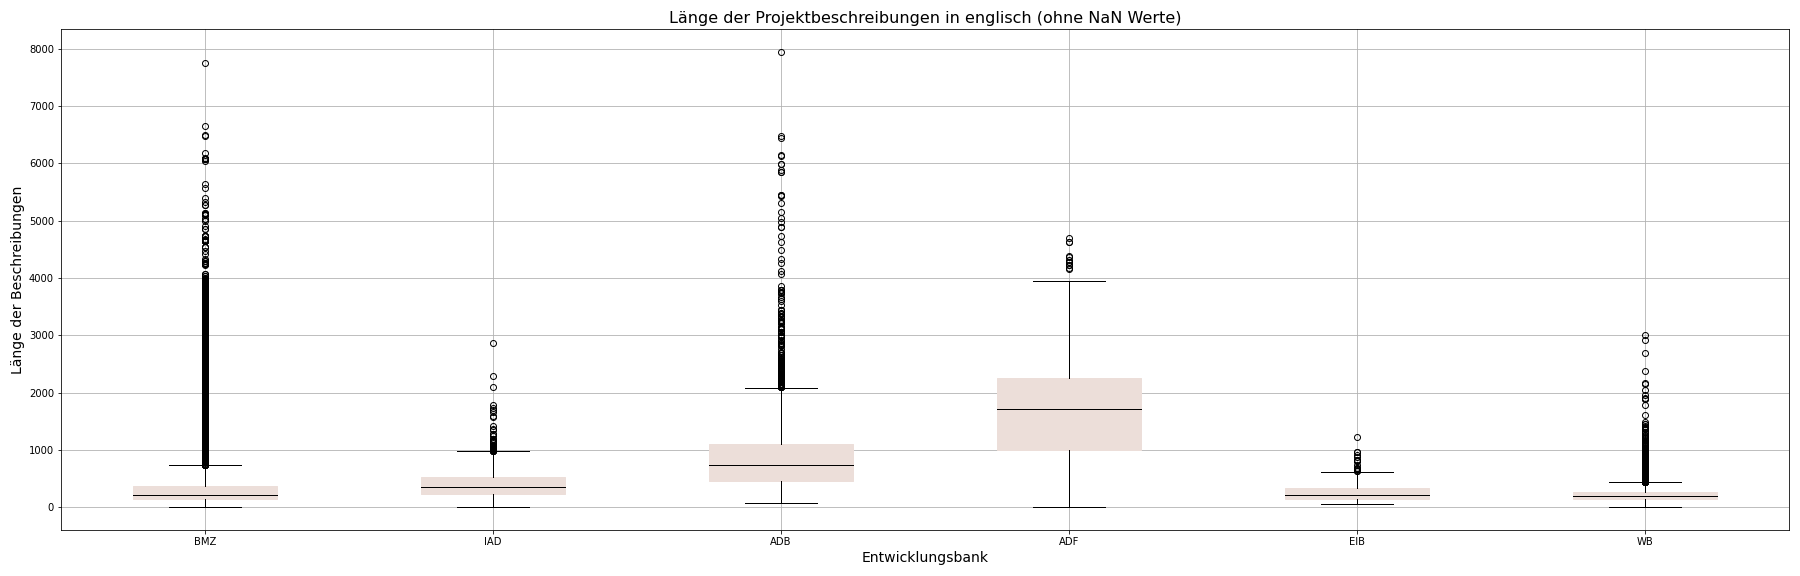 Länge der Projektbeschreibungen in englisch (ohne NaN Werte)
Länge der Beschreibungen
8000
7000
6000
5000
4000
3000
2000
1000
0
BMZ IAD ADB ADF EIB WB
Entwicklungsbank